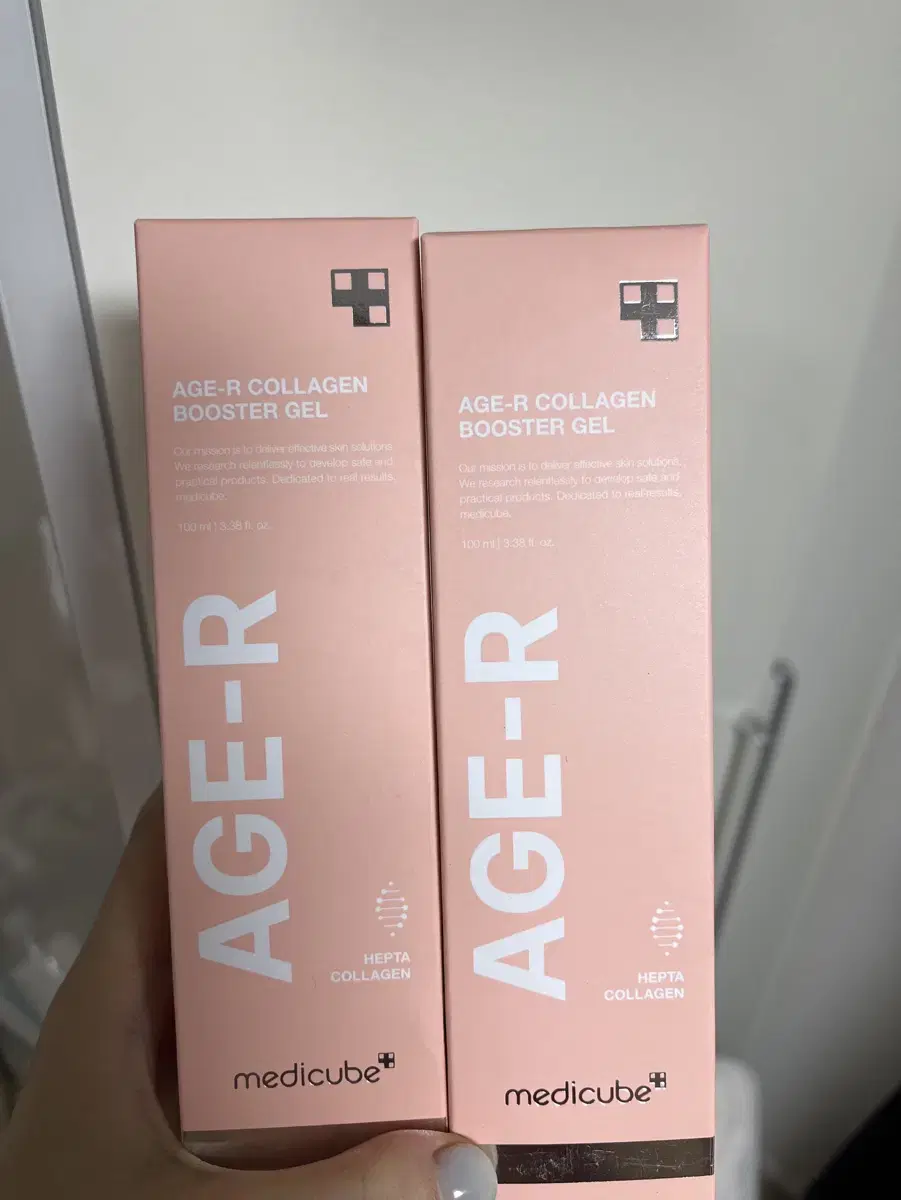 AGE-R COLLAGEN
BOOSTER GEL
Our mission is to deliver effective skin solutions.
We research relentlessly to develop safe and
practical products. Dedicated to real results,
medicube.
100 ml | 3.38 fl. oz.
AGE-R
HEPTA
COLLAGEN
medicube
AGE-R COLLAGEN
BOOSTER GEL
Our mission is to deliver effective skin solutions.
We research relentlessly to develop safe and
practical products. Dedicated to real results,
medicube.
100 ml | 3.38 fl. oz.
AGE-R
HEPTA
COLLAGEN
medicube